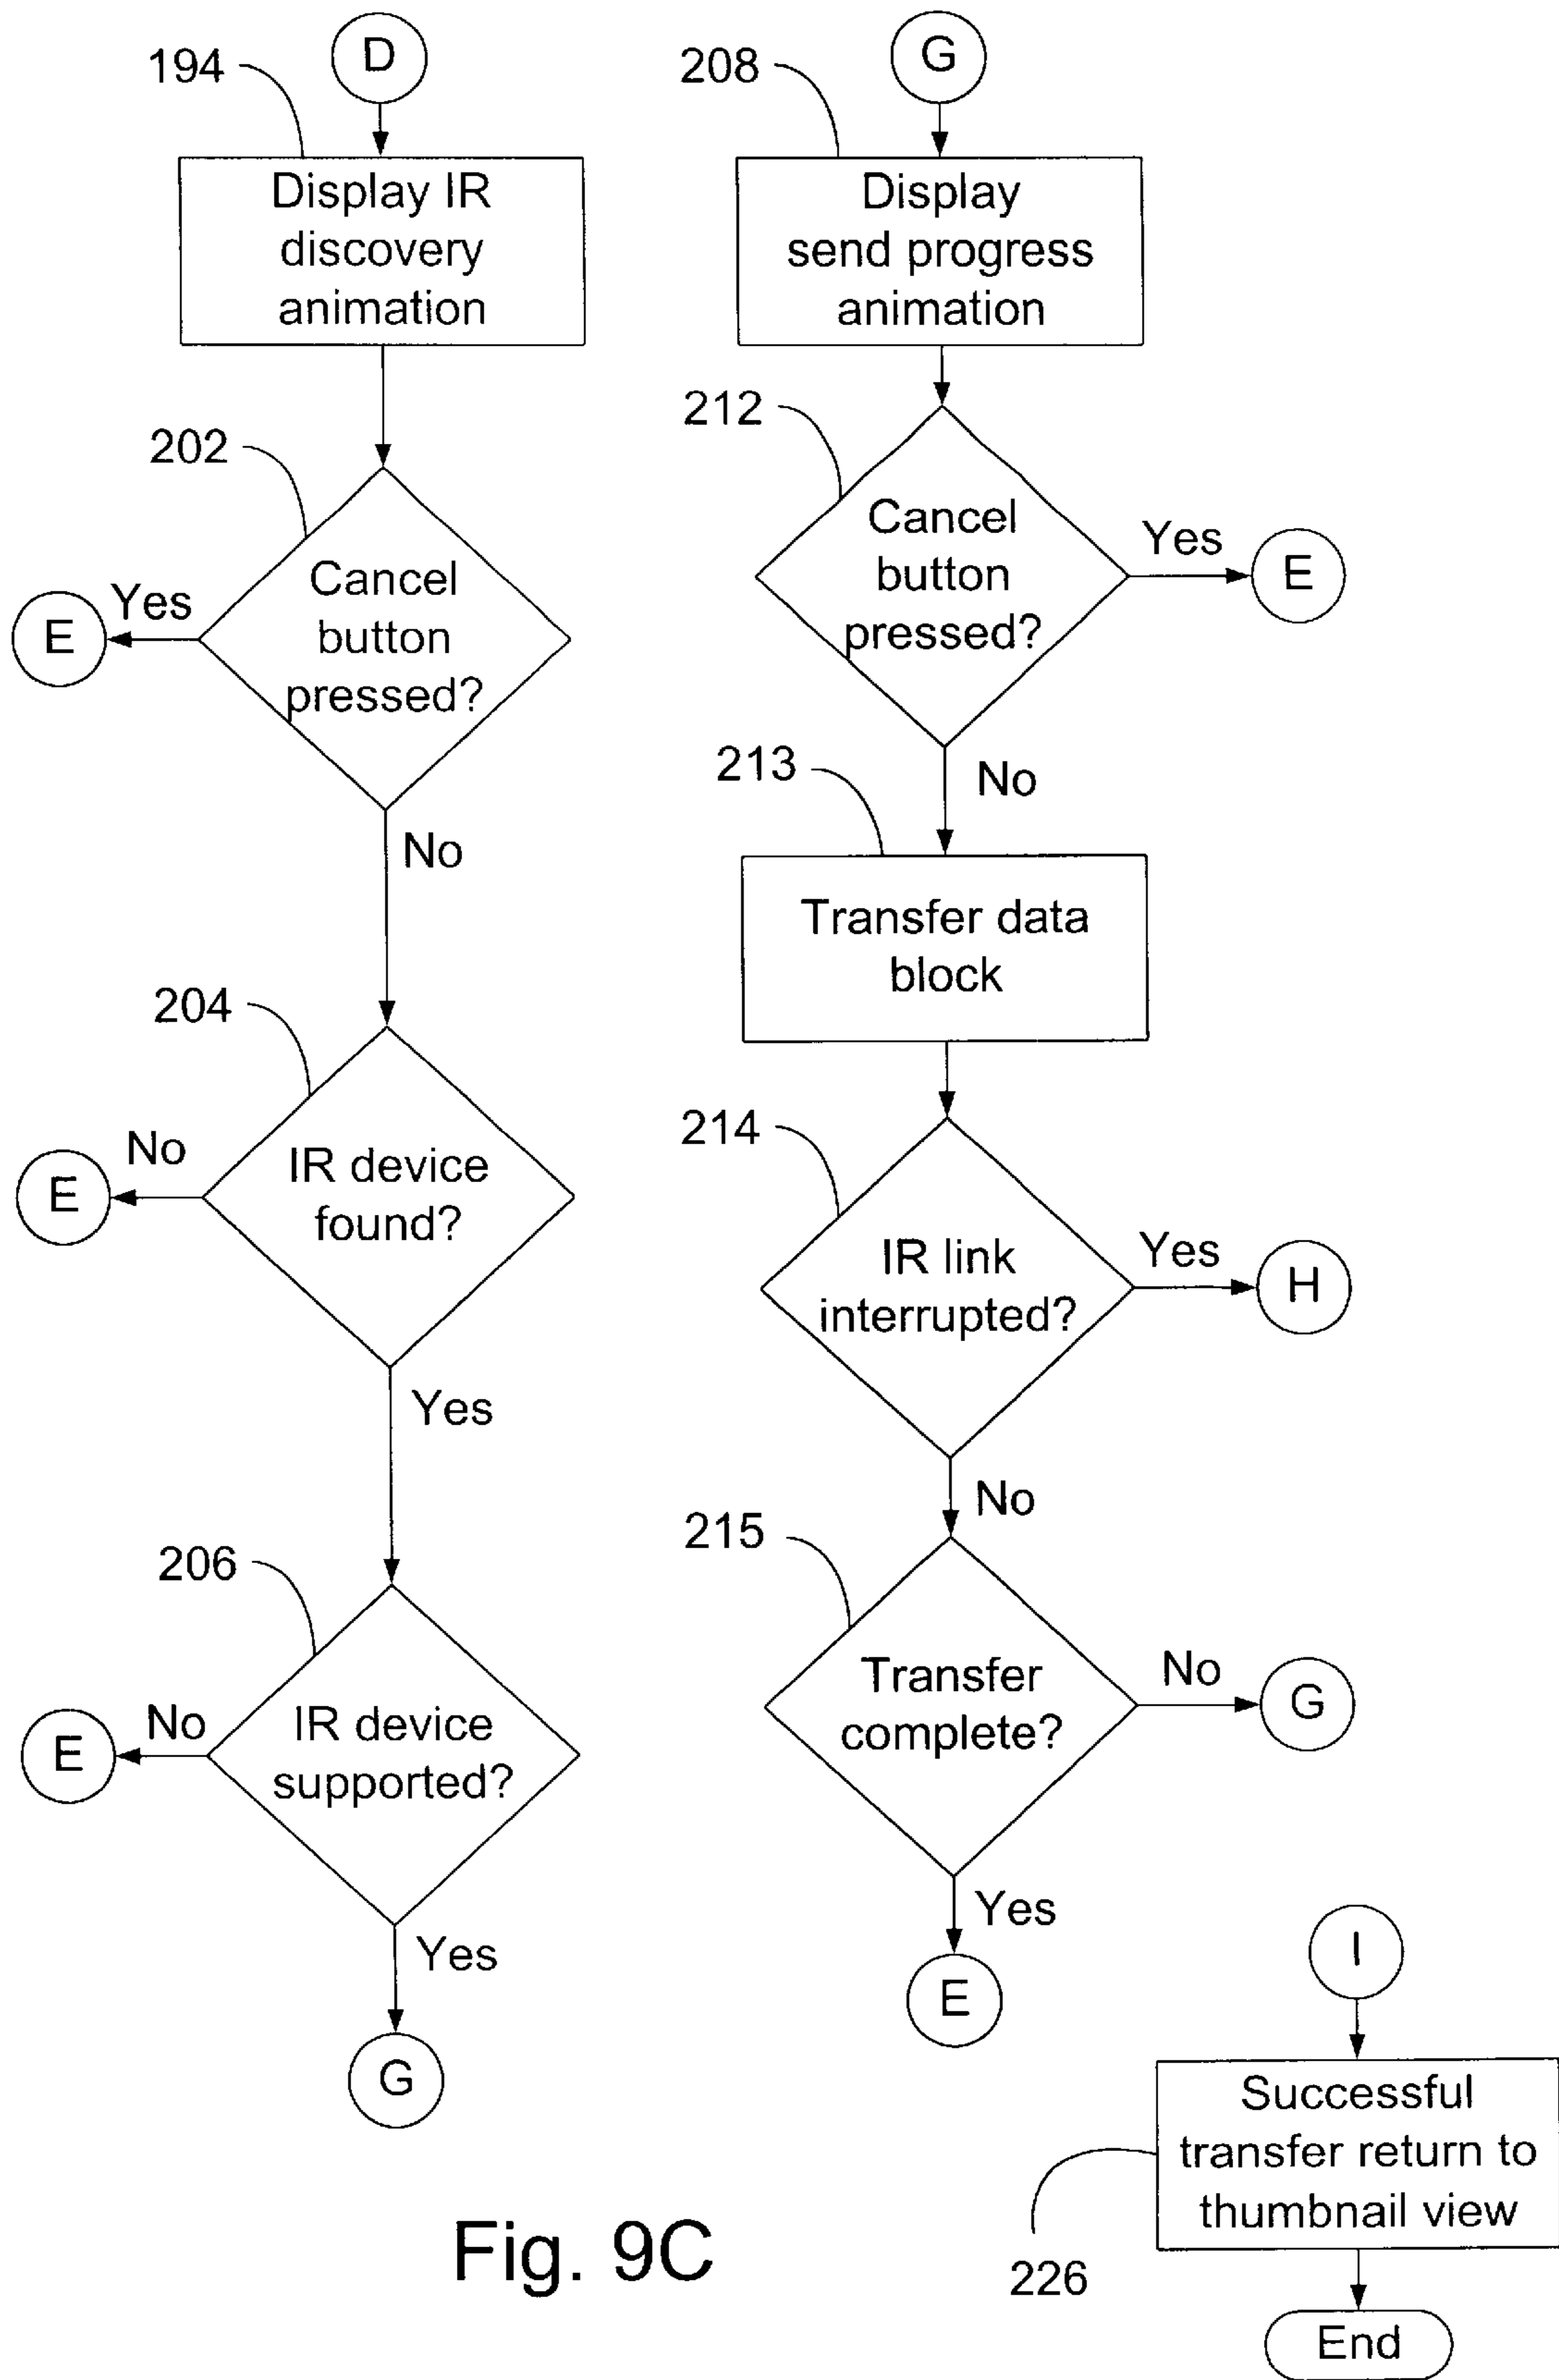 D
194
Display IR
discovery
animation
202
Cancel
button
pressed?
Yes
E
No
204
IR device
found?
No
E
Yes
206
IR device
supported?
No
E
Yes
G
G
208
Display
send progress
animation
212
Cancel
button
pressed?
Yes
E
No
213
Transfer data
block
214
IR link
interrupted?
Yes
H
No
215
Transfer
complete?
No
G
Yes
E
I
Successful
transfer return to
thumbnail view
226
End
Fig. 9C